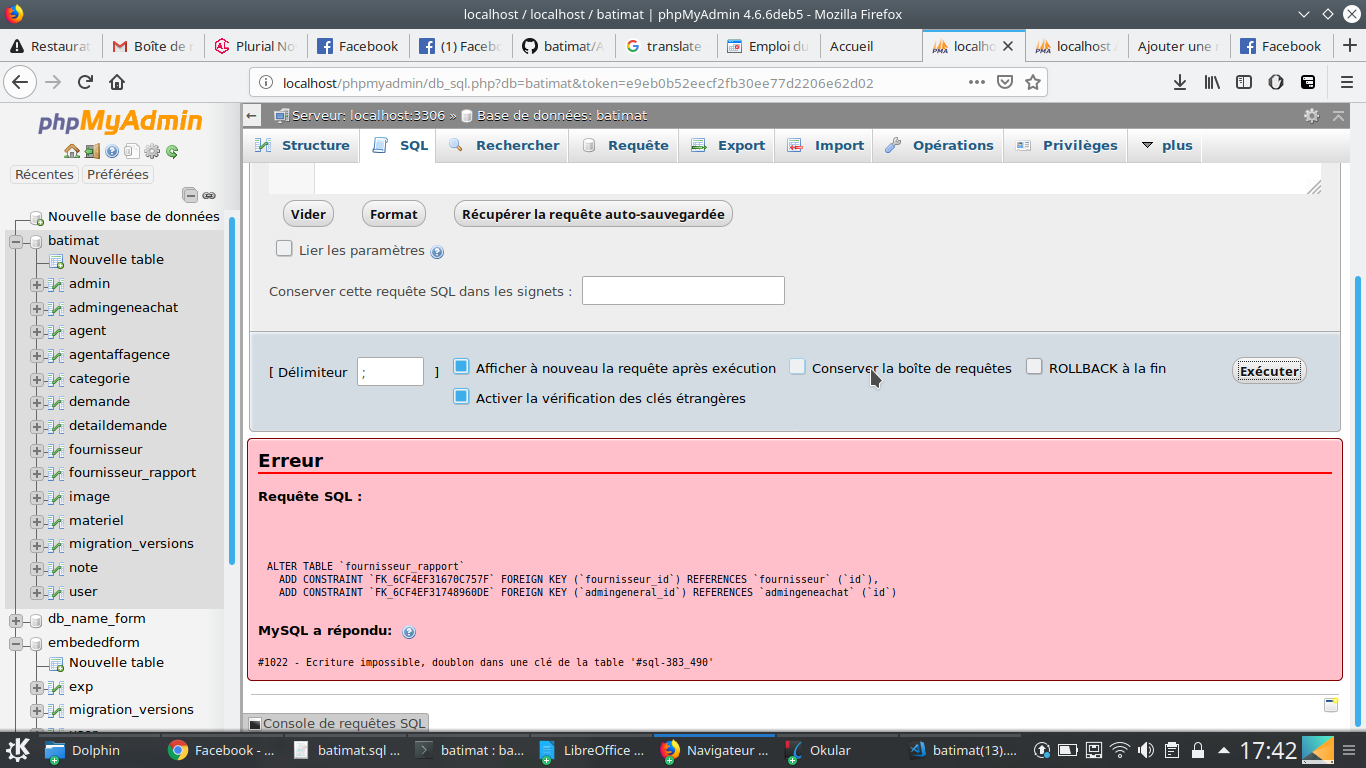 localhost / localhost / batimat | phpMyAdmin 4.6.6deb5 - Mozilla Firefox
Restaurat
Boîte de r
Plurial No
Facebook
(1) Faceb
batimat/A
translate
Emploi du
Accueil
localho
localhost
Ajouter une r
Facebook
localhost/phpmyadmin/db_sql.php?db=batimat&token=e9eb0b52eecf2fb30ee77d2206e62d02
phpMyAdmin
Récentes Préférées
Nouvelle base de données
batimat
Nouvelle table
admin
admingeneachat
agent
agentaffagence
categorie
demande
detaildemande
fournisseur
fournisseur_rapport
image
materiel
migration_versions
note
user
db_name_form
embededform
Nouvelle table
exp
migration_versions
Serveur: localhost:3306 » Base de données: batimat
Structure SQL Rechercher Requête Export Import Opérations Privilèges plus
Vider Format Récupérer la requête auto-sauvegardée
Lier les paramètres
Conserver cette requête SQL dans les signets :
[ Délimiteur ; ] Afficher à nouveau la requête après exécution Conserver la boîte de requêtes ROLLBACK à la fin Exécuter
Activer la vérification des clés étrangères
Erreur
Requête SQL :
ALTER TABLE `fournisseur_rapport`
ADD CONSTRAINT `FK_6CF4EF31670C757F` FOREIGN KEY (`fournisseur_id`) REFERENCES `fournisseur` (`id`),
ADD CONSTRAINT `FK_6CF4EF31748960DE` FOREIGN KEY (`admingeneral_id`) REFERENCES `admingeneachat` (`id`)
MySQL a répondu:
#1022 - Ecriture impossible, doublon dans une clé de la table '#sql-383_490'
Console de requêtes SQL
Dolphin
Facebook - ...
batimat.sql ...
batimat : ba...
LibreOffice ...
Navigateur ...
Okular
batimat(13)....
17:42